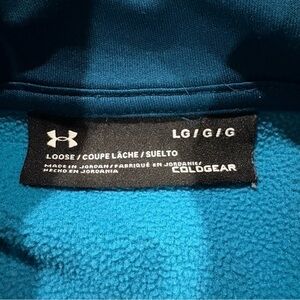 LG/G/G
LOOSE/COUPE LÂCHE/SUELTO
MADE IN JORDAN/FABRIQUÉ EN JORDANIE/
HECHO EN JORDANIA
COLDGEAR